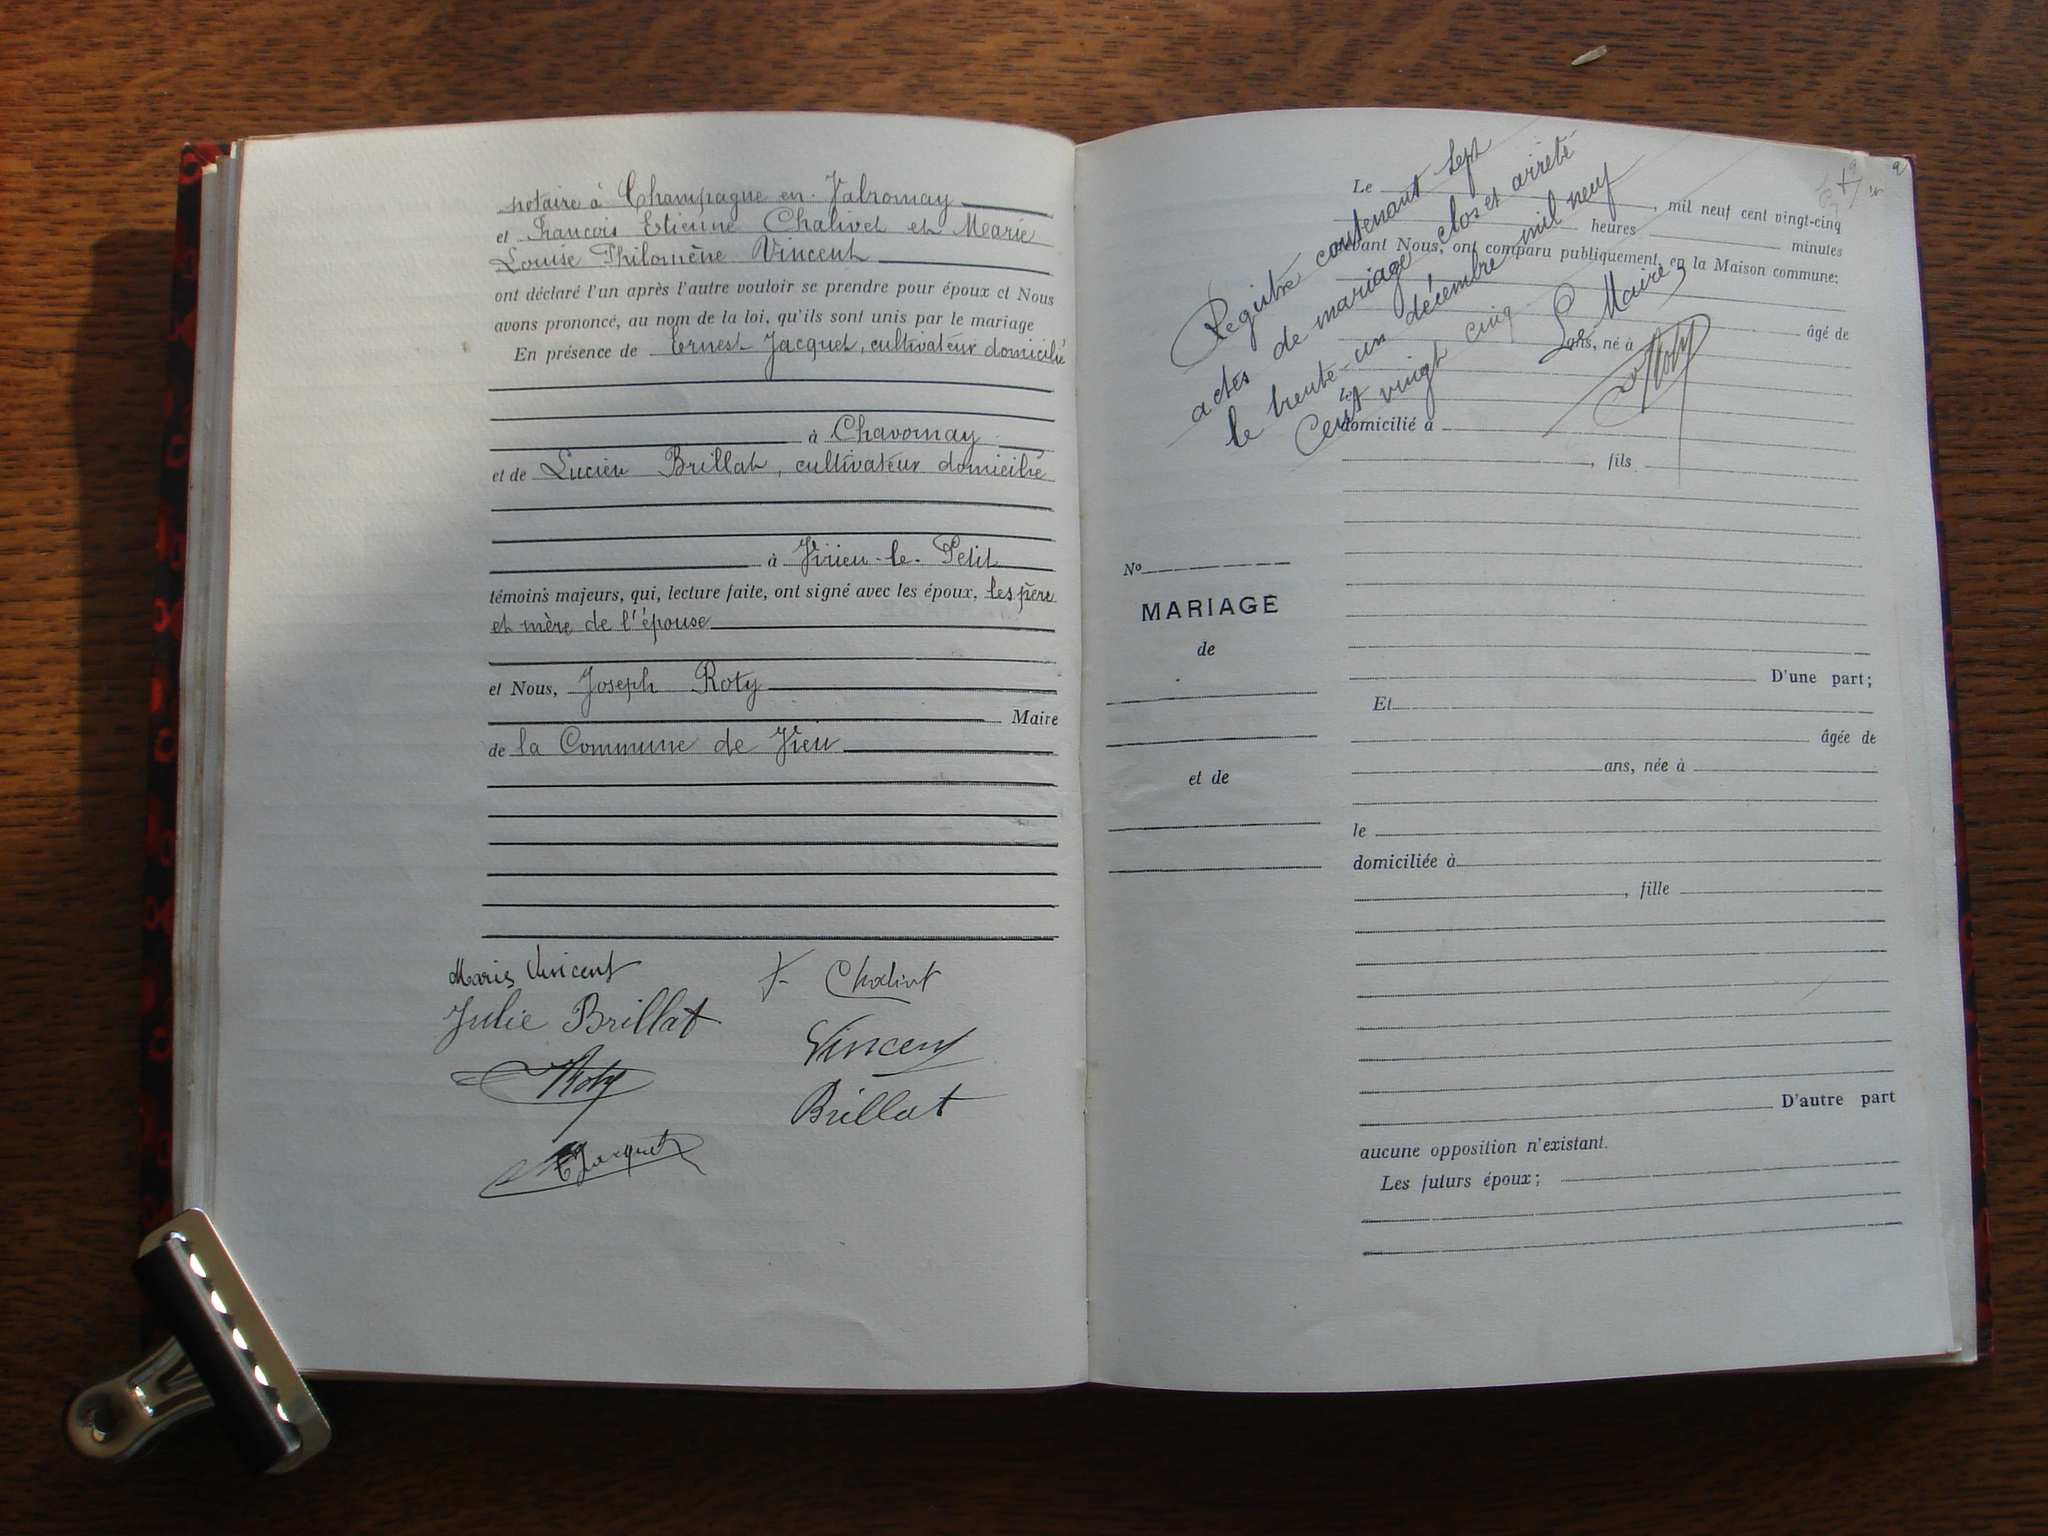 notaire à Champagne en Valromay
et François Etienne Chalivet et Marie
Louise Philomène Vincent
ont déclaré l'un après l'autre vouloir se prendre pour époux et Nous
avons prononcé, au nom de la loi, qu'ils sont unis par le mariage
En présence de Ernest Jacquet, cultivateur domicilié
à Chavornay
et de Lucien Brillat, cultivateur domicilié
à Virieu-le-Petit
témoins majeurs, qui, lecture faite, ont signé avec les époux, les père
et mère de l'épouse
et Nous, Joseph Roty
Maire
de la Commune de Vieu
Marie Vincent
F. Chalivet
Julie Brillat
Vincent
Roty
Brillat
E Jacquet
Registre contenant sept
actes de mariage clos et arrêté
le trente-un décembre mil neuf
cent vingt cinq
Le Maire,
Roty
Le , mil neuf cent vingt-cinq
heures minutes
devant Nous, ont comparu publiquement en la Maison commune:
âgé de
ans, né à
le
domicilié à
, fils
No
MARIAGE
de
et de
D'une part;
Et
âgée de
ans, née à
le
domiciliée à
, fille
D'autre part
aucune opposition n'existant.
Les futurs époux;